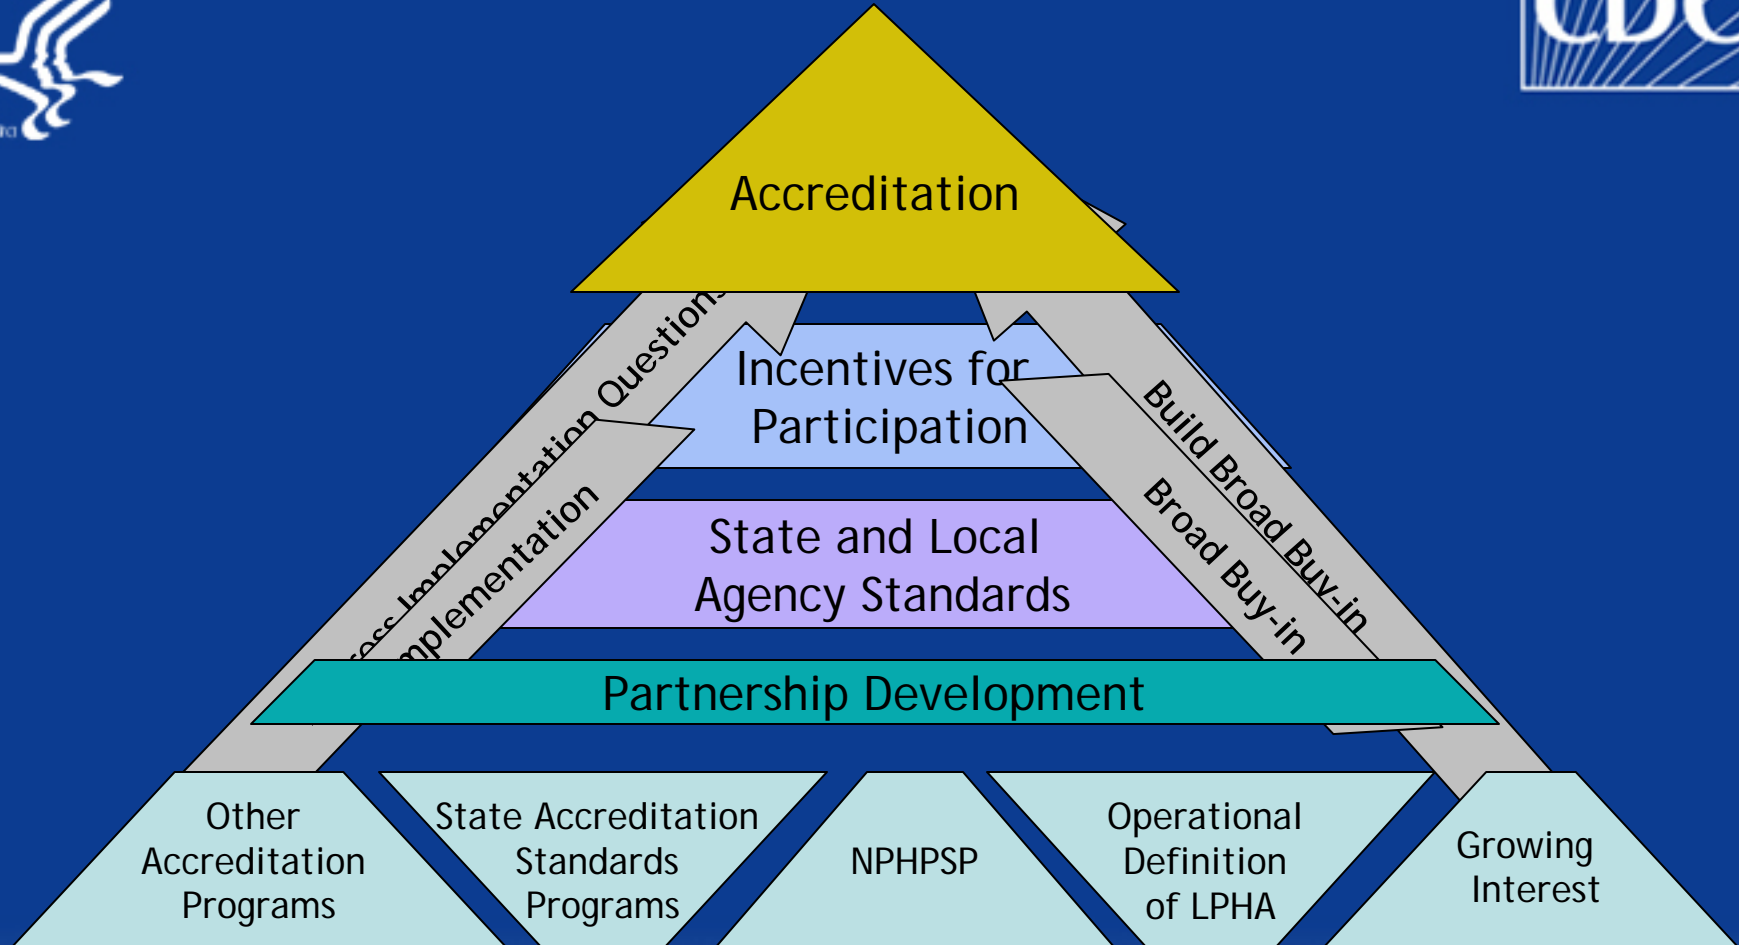 CDC
Accreditation
Implementation Questions
Implementation
Incentives for
Participation
Build Broad Buy-in
Broad Buy-in
State and Local
Agency Standards
Partnership Development
Other
Accreditation
Programs
State Accreditation
Standards
Programs
NPHPSP
Operational
Definition
of LPHA
Growing
Interest